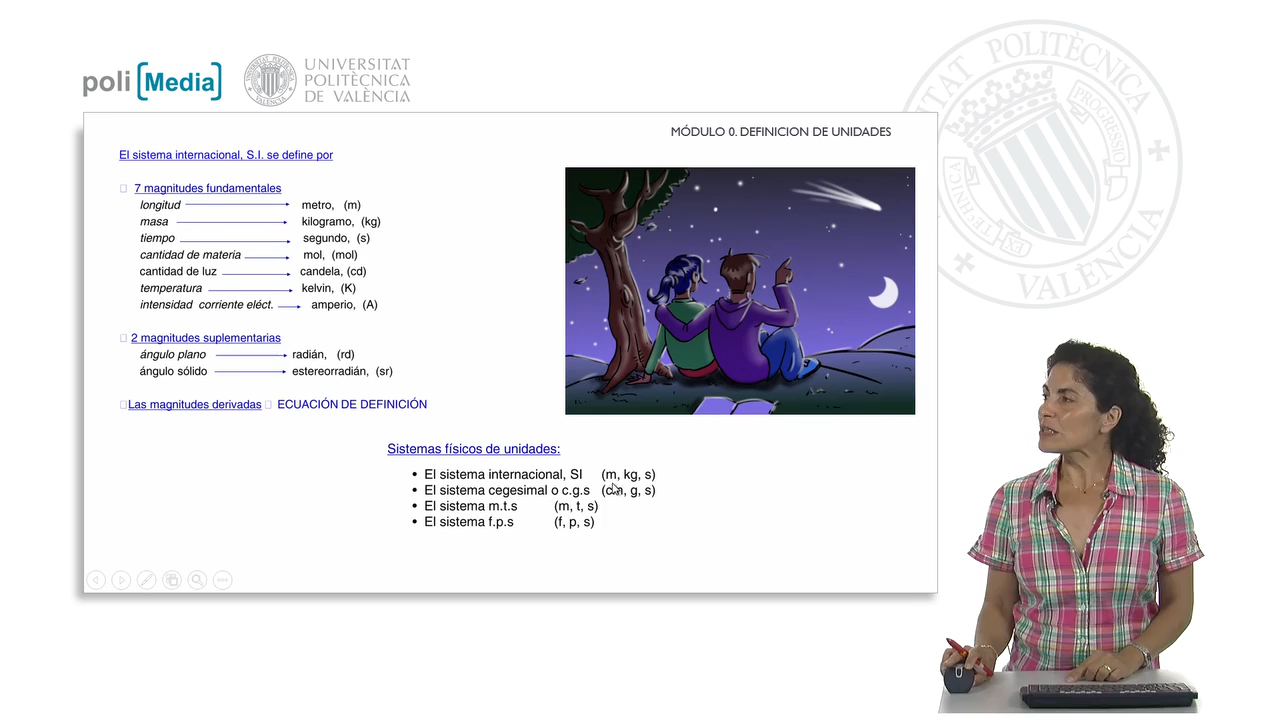 poli [Media]
UNIVERSITAT
POLITÈCNICA
DE VALÈNCIA
MÓDULO 0. DEFINICION DE UNIDADES
El sistema internacional, S.I. se define por
7 magnitudes fundamentales
longitud metro, (m)
masa kilogramo, (kg)
tiempo segundo, (s)
cantidad de materia mol, (mol)
cantidad de luz candela, (cd)
temperatura kelvin, (K)
intensidad corriente eléct. amperio, (A)
2 magnitudes suplementarias
ángulo plano radián, (rd)
ángulo sólido estereorradián, (sr)
Las magnitudes derivadas ECUACIÓN DE DEFINICIÓN
Sistemas físicos de unidades:
• El sistema internacional, SI (m, kg, s)
• El sistema cegesimal o c.g.s (cm, g, s)
• El sistema m.t.s (m, t, s)
• El sistema f.p.s (f, p, s)
POLITÈCNICA
VALÈNCIA
PROGRESSIO